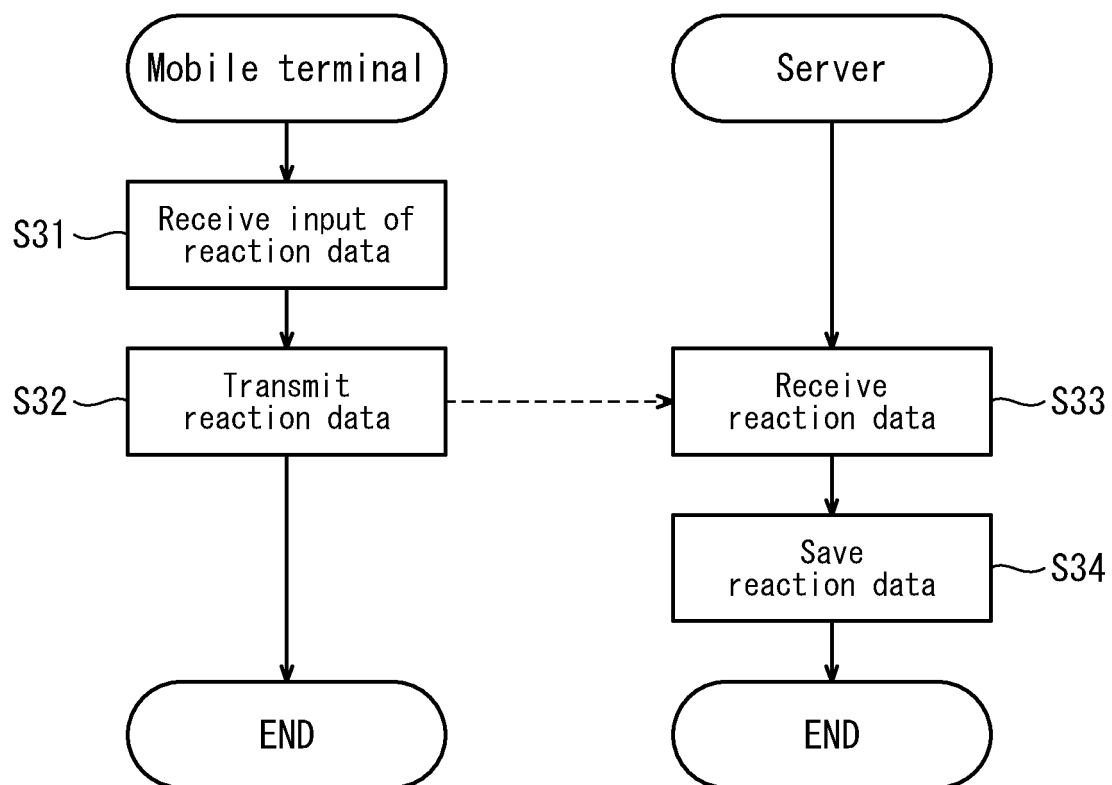 Mobile terminal
Server
S31
Receive input of
reaction data
S32
Transmit
reaction data
Receive
reaction data
S33
Save
reaction data
S34
END
END